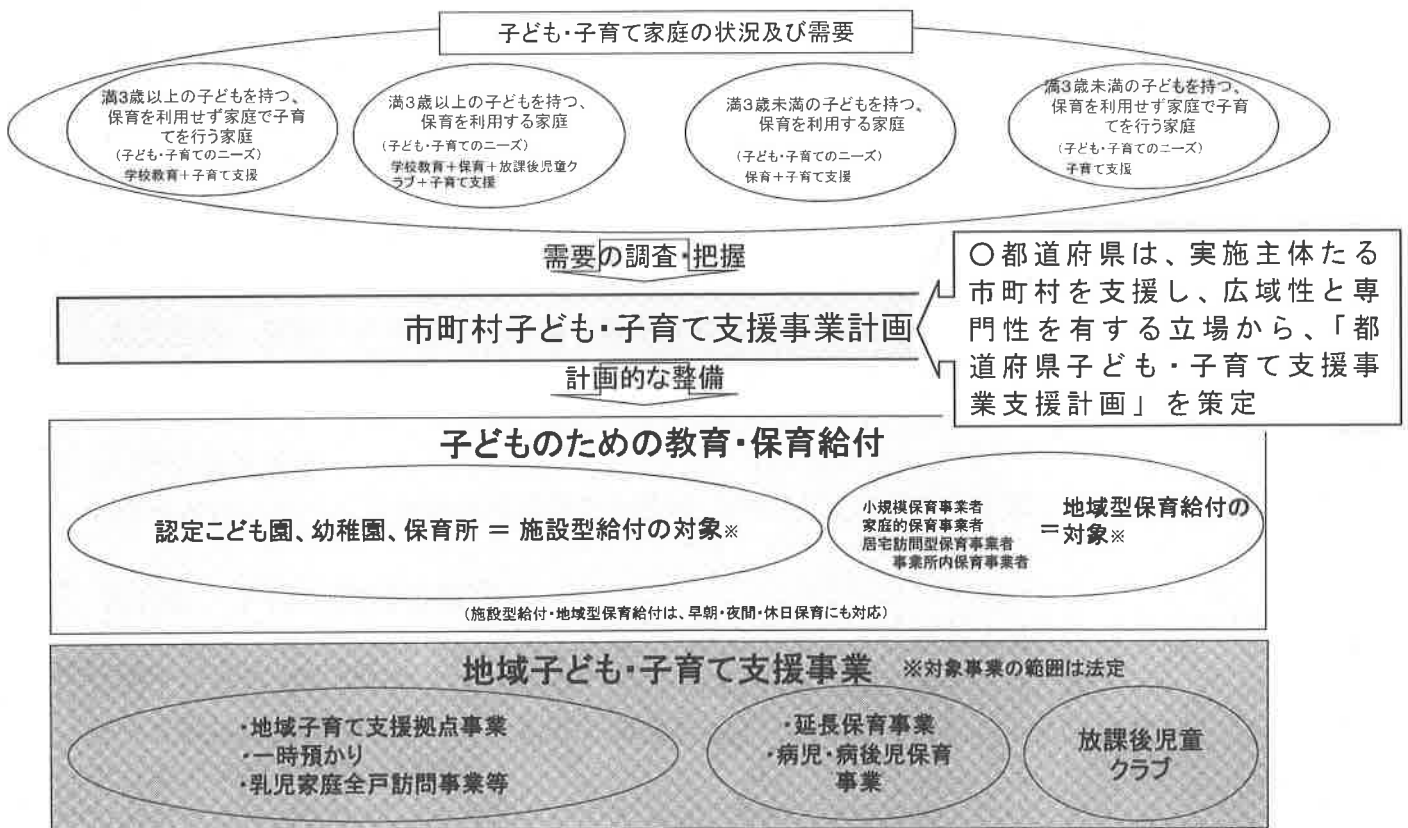 子ども・子育て家庭の状況及び需要
満3歳以上の子どもを持つ、
保育を利用せず家庭で子育
てを行う家庭
(子ども・子育てのニーズ)
学校教育+子育て支援
満3歳以上の子どもを持つ、
保育を利用する家庭
(子ども・子育てのニーズ)
学校教育+保育+放課後児童ク
ラブ+子育て支援
満3歳未満の子どもを持つ、
保育を利用する家庭
(子ども・子育てのニーズ)
保育+子育て支援
満3歳未満の子どもを持つ、
保育を利用せず家庭で子育
てを行う家庭
(子ども・子育てのニーズ)
子育て支援
需要の調査・把握
市町村子ども・子育て支援事業計画
〇都道府県は、実施主体たる
市町村を支援し、広域性と専
門性を有する立場から、「都
道府県子ども・子育て支援事
業支援計画」を策定
計画的な整備
子どものための教育・保育給付
認定こども園、幼稚園、保育所 = 施設型給付の対象※
小規模保育事業者
家庭的保育事業者
居宅訪問型保育事業者
事業所内保育事業者
=地域型保育給付の
対象※
(施設型給付・地域型保育給付は、早朝・夜間・休日保育にも対応)
地域子ども・子育て支援事業 ※対象事業の範囲は法定
・地域子育て支援拠点事業
・一時預かり
・乳児家庭全戸訪問事業等
・延長保育事業
・病児・病後児保育
事業
放課後児童
クラブ